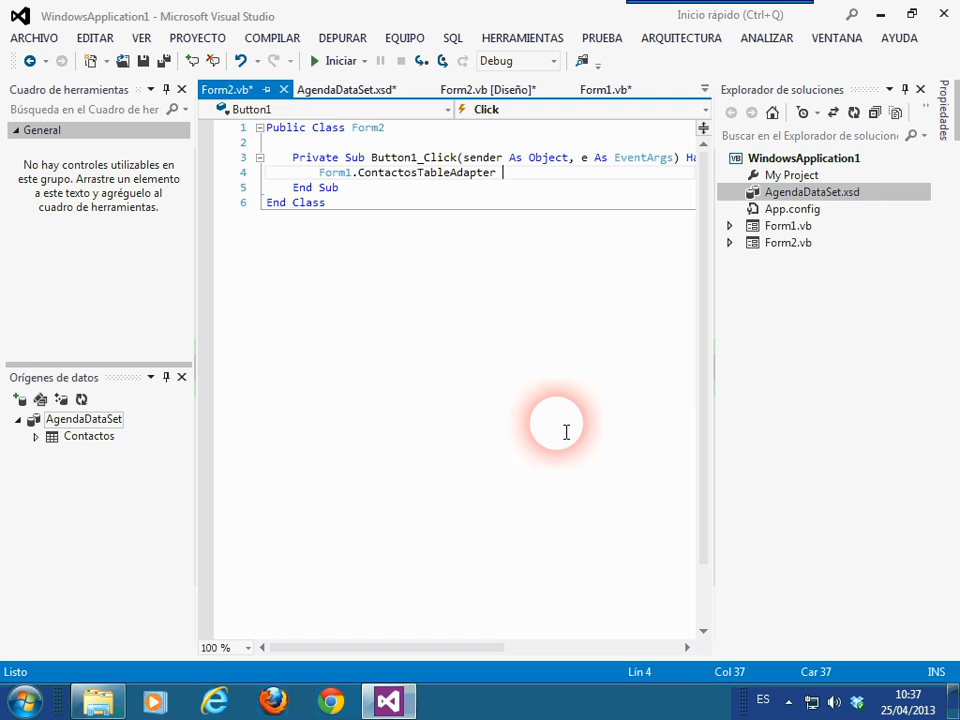 WindowsApplication1 - Microsoft Visual Studio
Inicio rápido (Ctrl+Q)
ARCHIVO EDITAR VER PROYECTO COMPILAR DEPURAR EQUIPO SQL HERRAMIENTAS PRUEBA ARQUITECTURA ANALIZAR VENTANA AYUDA
Iniciar
Debug
Cuadro de herramientas
Búsqueda en el Cuadro de her
General
No hay controles utilizables en
este grupo. Arrastre un elemento
a este texto y agréguelo al
cuadro de herramientas.
Orígenes de datos
AgendaDataSet
Contactos
Form2.vb* AgendaDataSet.xsd* Form2.vb [Diseño]* Form1.vb*
Button1 Click
1 Public Class Form2
2
3 Private Sub Button1_Click(sender As Object, e As EventArgs) Ha
4 Form1.ContactosTableAdapter
5 End Sub
6 End Class
100 %
Explorador de soluciones
Buscar en el Explorador de solucione
VB WindowsApplication1
My Project
AgendaDataSet.xsd
App.config
Form1.vb
Form2.vb
Propiedades
Listo Lín 4 Col 37 Car 37 INS
ES
10:37
25/04/2013